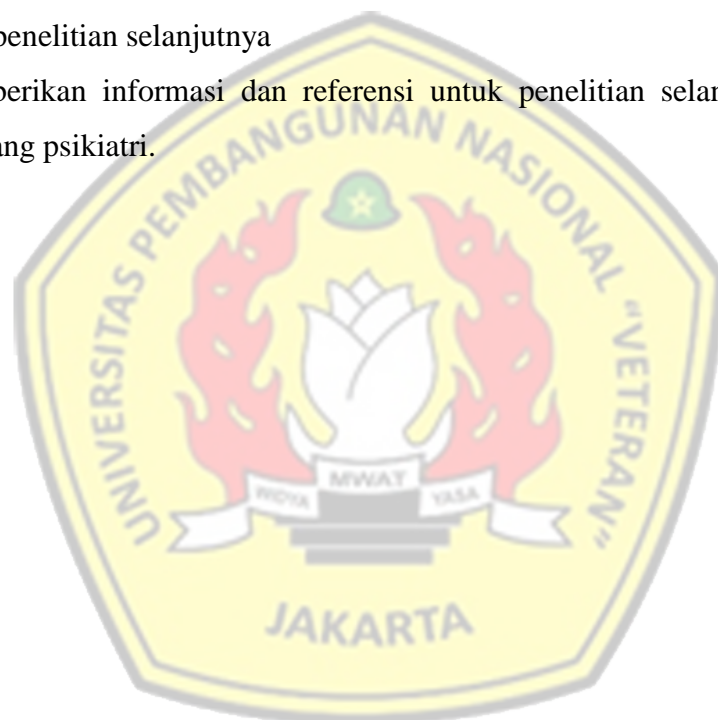 penelitian selanjutnya
berikan informasi dan referensi untuk penelitian selan
ang psikiatri.
UNIVERSITAS PEMBANGUNAN NASIONAL "VETERAN"
WIDYA MWAT YASA
JAKARTA